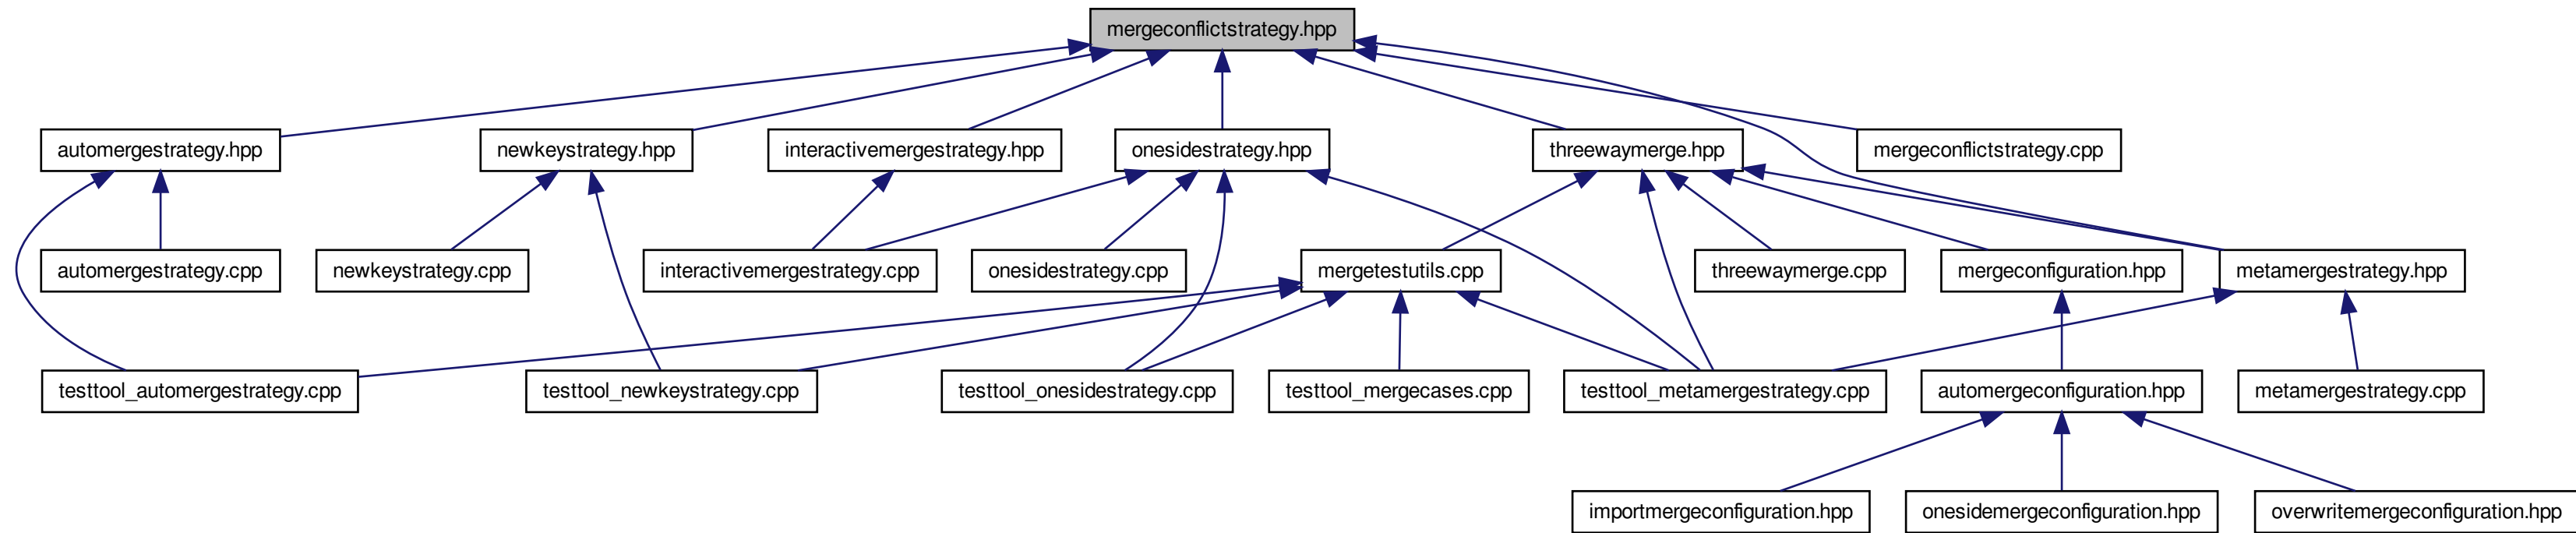 mergeconflictstrategy.hpp
automergestrategy.hpp
newkeystrategy.hpp
interactivemergestrategy.hpp
onesidestrategy.hpp
threewaymerge.hpp
mergeconflictstrategy.cpp
automergestrategy.cpp
newkeystrategy.cpp
interactivemergestrategy.cpp
onesidestrategy.cpp
mergetestutils.cpp
threewaymerge.cpp
mergeconfiguration.hpp
metamergestrategy.hpp
testtool_automergestrategy.cpp
testtool_newkeystrategy.cpp
testtool_onesidestrategy.cpp
testtool_mergecases.cpp
testtool_metamergestrategy.cpp
automergeconfiguration.hpp
metamergestrategy.cpp
importmergeconfiguration.hpp
onesidemergeconfiguration.hpp
overwritemergeconfiguration.hpp